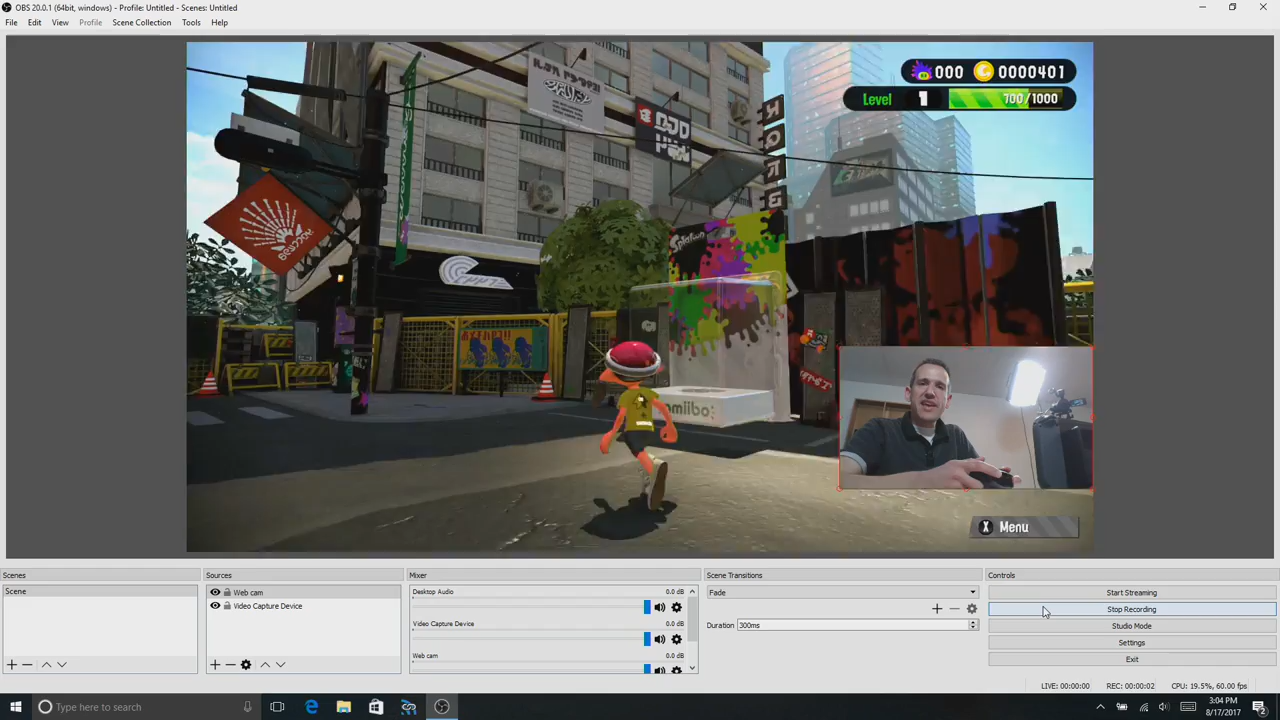 OBS 20.0.1 (64bit, windows) - Profile: Untitled - Scenes: Untitled
File Edit View Profile Scene Collection Tools Help
000 0000401
Level 1 700/1000
Splatoon
amiibo
X Menu
Scenes Sources Mixer Scene Transitions Controls
Scene
Web cam
Video Capture Device
Desktop Audio 0.0 dB
Video Capture Device 0.0 dB
Web cam 0.0 dB
Fade
Duration 300ms
Start Streaming
Stop Recording
Studio Mode
Settings
Exit
LIVE: 00:00:00 REC: 00:00:02 CPU: 19.5%, 60.00 fps
Type here to search
3:04 PM
8/17/2017
2